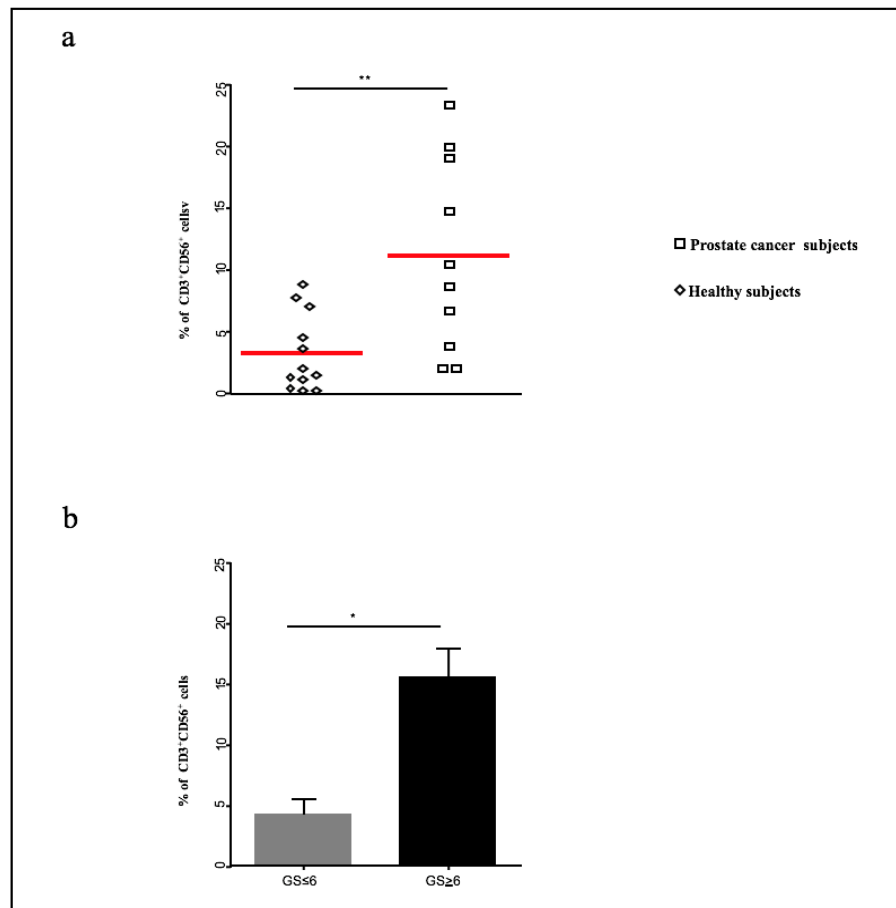 a
**
25
20
15
10
5
0
% of CD3⁺CD56⁺ cellsv
Prostate cancer subjects
Healthy subjects
b
*
25
20
15
10
5
0
% of CD3⁺CD56⁺ cells
GS≤6
GS≥6